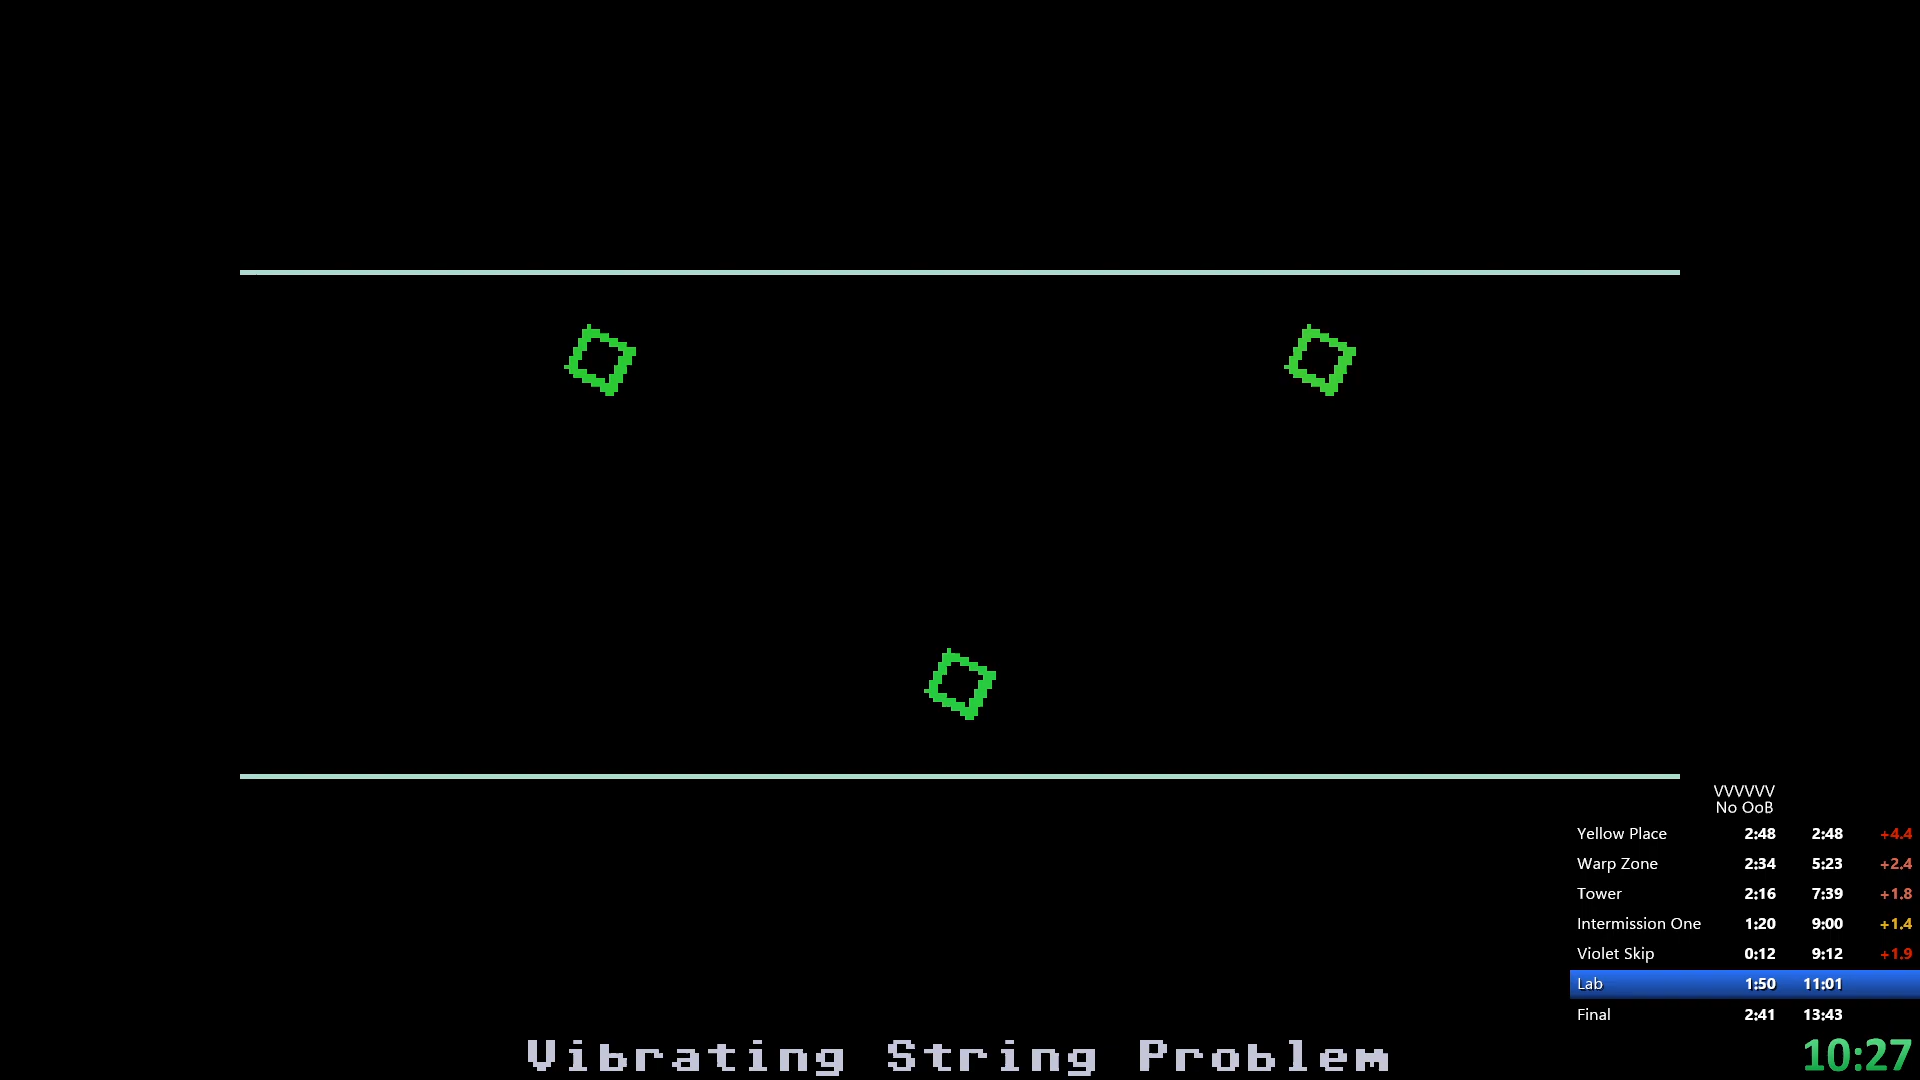 VVVVVV
No OoB
Yellow Place 2:48 2:48 +4.4
Warp Zone 2:34 5:23 +2.4
Tower 2:16 7:39 +1.8
Intermission One 1:20 9:00 +1.4
Violet Skip 0:12 9:12 +1.9
Lab 1:50 11:01
Final 2:41 13:43
Vibrating String Problem
10:27